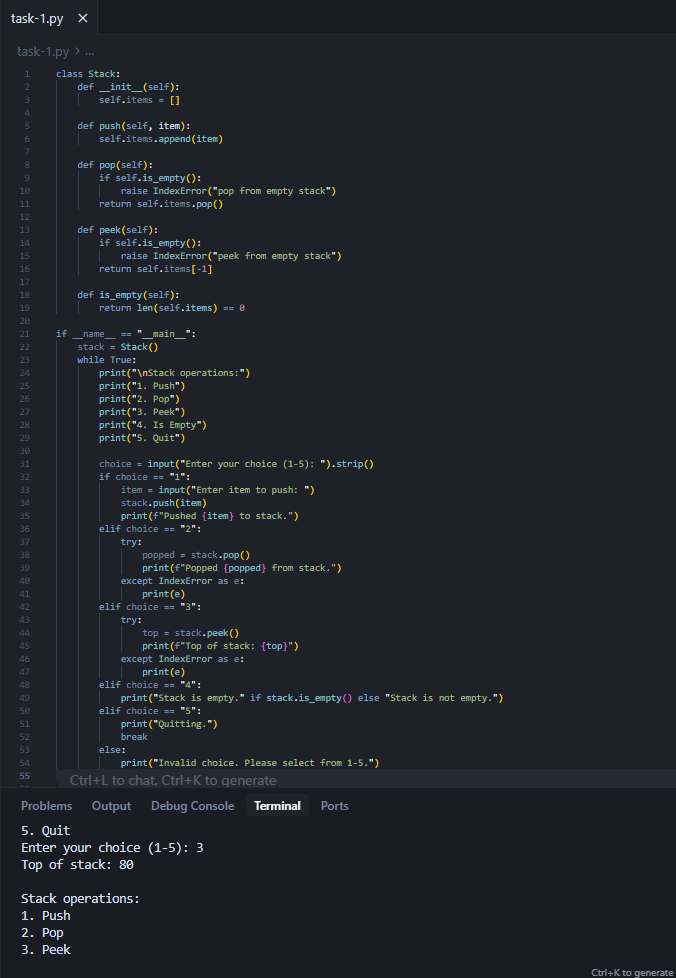 task-1.py ×
task-1.py > ...
1 class Stack:
2     def __init__(self):
3         self.items = []
4
5     def push(self, item):
6         self.items.append(item)
7
8     def pop(self):
9         if self.is_empty():
10             raise IndexError("pop from empty stack")
11         return self.items.pop()
12
13     def peek(self):
14         if self.is_empty():
15             raise IndexError("peek from empty stack")
16         return self.items[-1]
17
18     def is_empty(self):
19         return len(self.items) == 0
20
21 if __name__ == "__main__":
22     stack = Stack()
23     while True:
24         print("\nStack operations:")
25         print("1. Push")
26         print("2. Pop")
27         print("3. Peek")
28         print("4. Is Empty")
29         print("5. Quit")
30
31         choice = input("Enter your choice (1-5): ").strip()
32         if choice == "1":
33             item = input("Enter item to push: ")
34             stack.push(item)
35             print(f"Pushed {item} to stack.")
36         elif choice == "2":
37             try:
38                 popped = stack.pop()
39                 print(f"Popped {popped} from stack.")
40             except IndexError as e:
41                 print(e)
42         elif choice == "3":
43             try:
44                 top = stack.peek()
45                 print(f"Top of stack: {top}")
46             except IndexError as e:
47                 print(e)
48         elif choice == "4":
49             print("Stack is empty." if stack.is_empty() else "Stack is not empty.")
50         elif choice == "5":
51             print("Quitting.")
52             break
53         else:
54             print("Invalid choice. Please select from 1-5.")
55 Ctrl+L to chat, Ctrl+K to generate
Problems Output Debug Console Terminal Ports
5. Quit
Enter your choice (1-5): 3
Top of stack: 80

Stack operations:
1. Push
2. Pop
3. Peek
Ctrl+K to generate